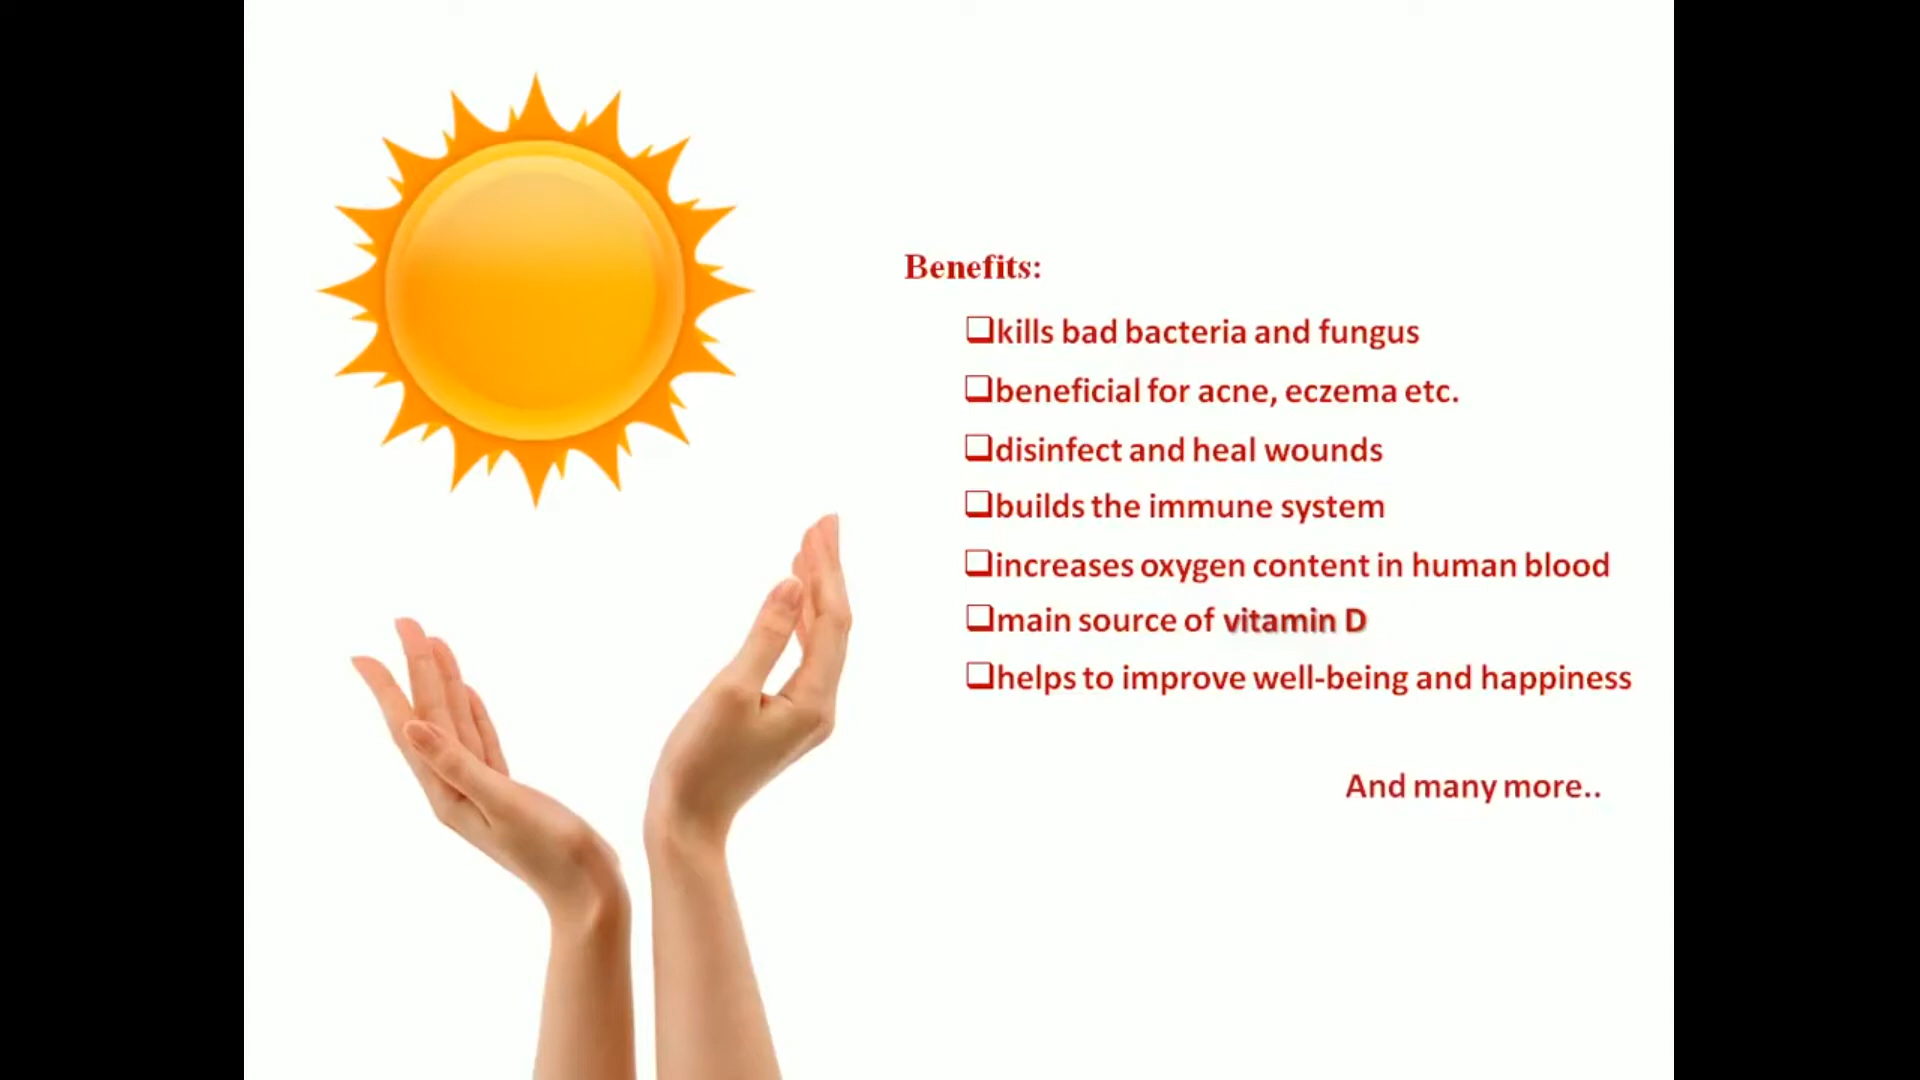 Benefits:
❑kills bad bacteria and fungus
❑beneficial for acne, eczema etc.
❑disinfect and heal wounds
❑builds the immune system
❑increases oxygen content in human blood
❑main source of vitamin D
❑helps to improve well-being and happiness
And many more..